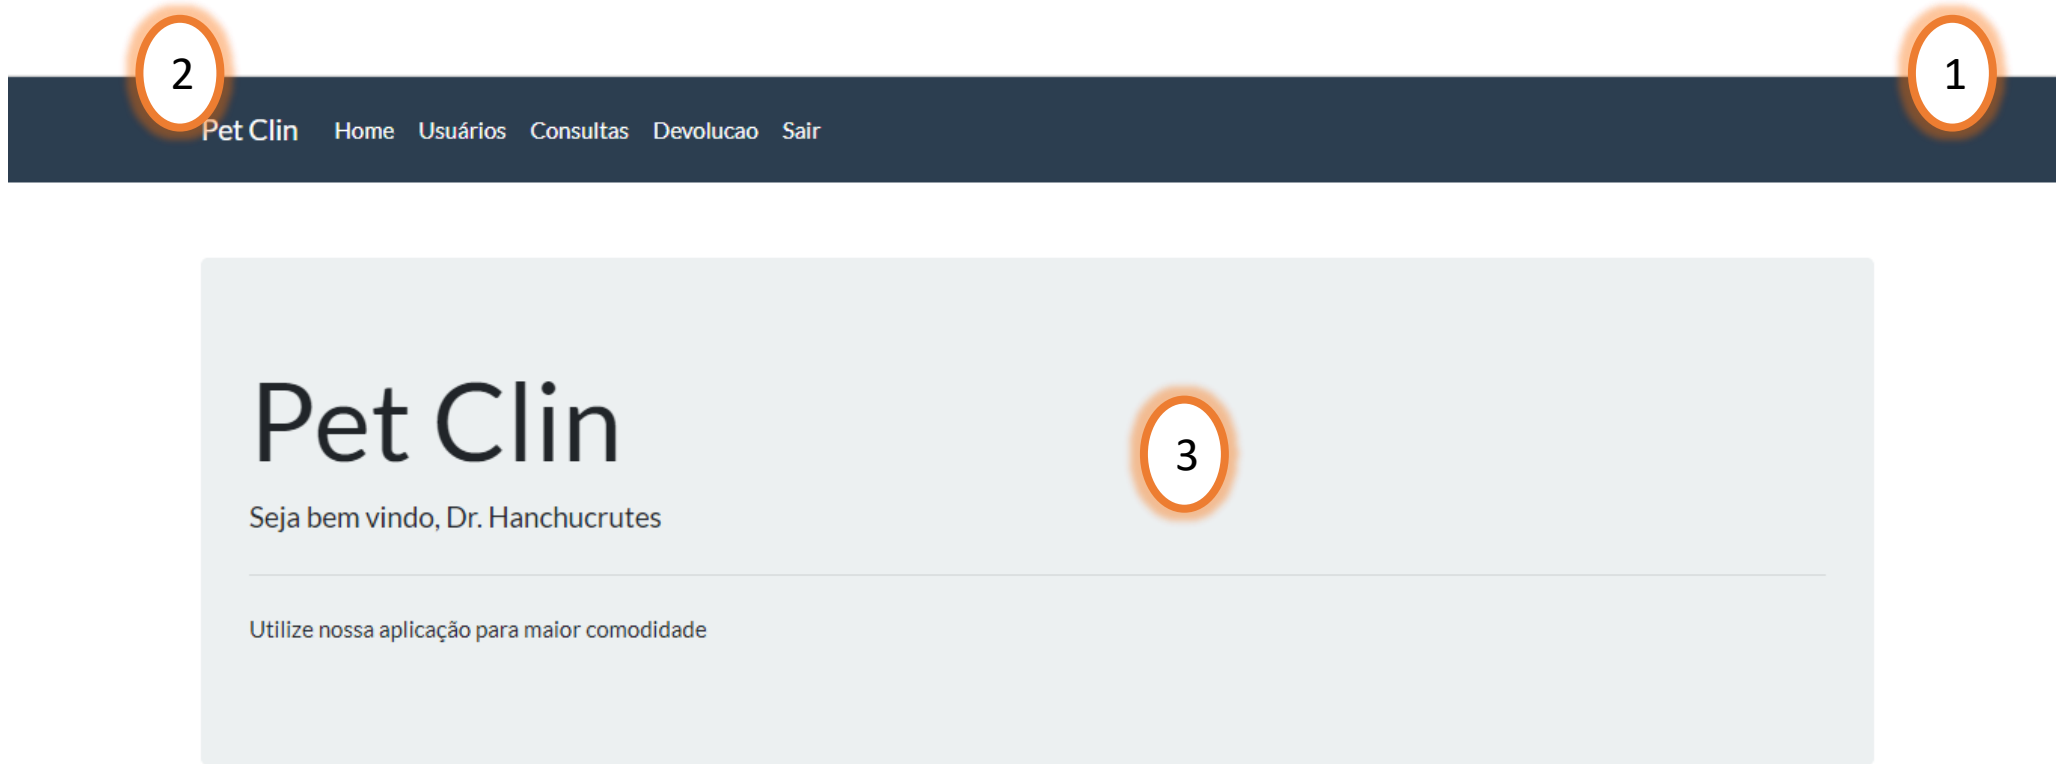 2
1
Pet Clin Home Usuários Consultas Devolucao Sair
Pet Clin
3
Seja bem vindo, Dr. Hanchucrutes
Utilize nossa aplicação para maior comodidade